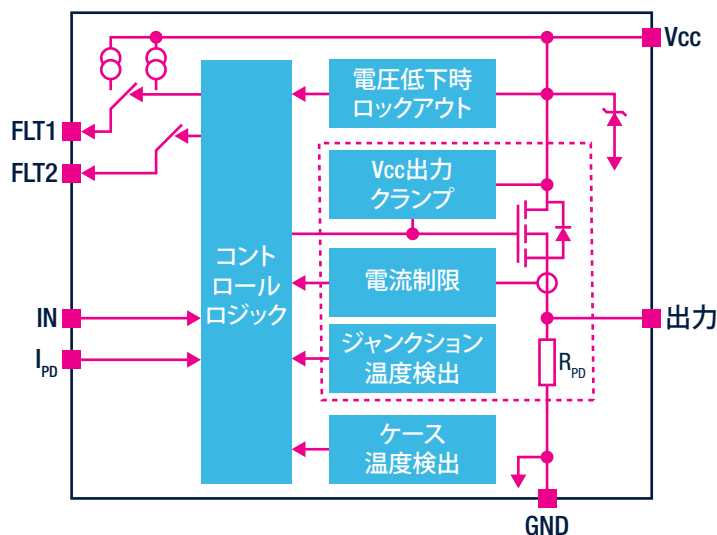 Vcc
電圧低下時
ロックアウト
FLT1
FLT2
Vcc出力
クランプ
コント
ロール
ロジック
電流制限
IN
出力
ジャンクション
温度検出
IPD
RPD
ケース
温度検出
GND